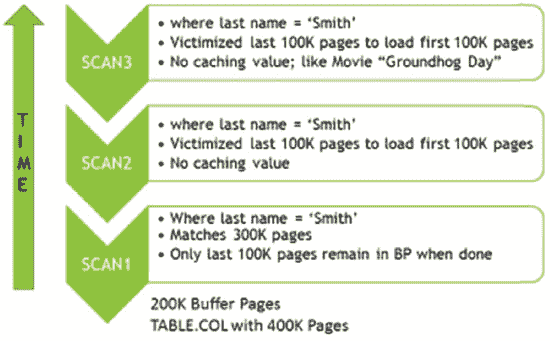 TIME
SCAN3
• where last name = ‘Smith’
• Victimized last 100K pages to load first 100K pages
• No caching value; like Movie “Groundhog Day”
SCAN2
• where last name = ‘Smith’
• Victimized last 100K pages to load first 100K pages
• No caching value
SCAN1
• Where last name = ‘Smith’
• Matches 300K pages
• Only last 100K pages remain in BP when done
200K Buffer Pages
TABLE.COL with 400K Pages